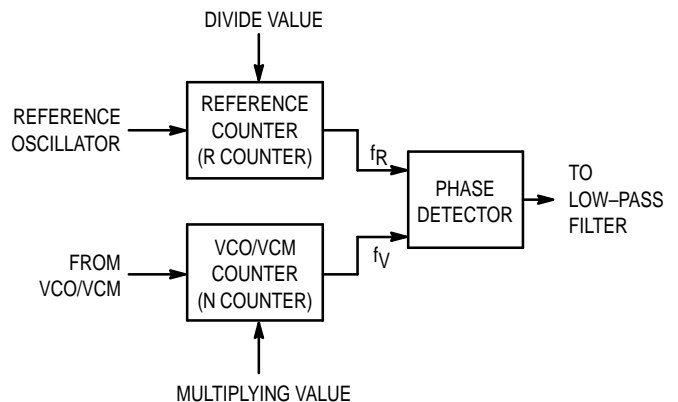 DIVIDE VALUE
REFERENCE
OSCILLATOR
REFERENCE
COUNTER
(R COUNTER)
fR
PHASE
DETECTOR
TO
LOW–PASS
FILTER
FROM
VCO/VCM
VCO/VCM
COUNTER
(N COUNTER)
fV
MULTIPLYING VALUE